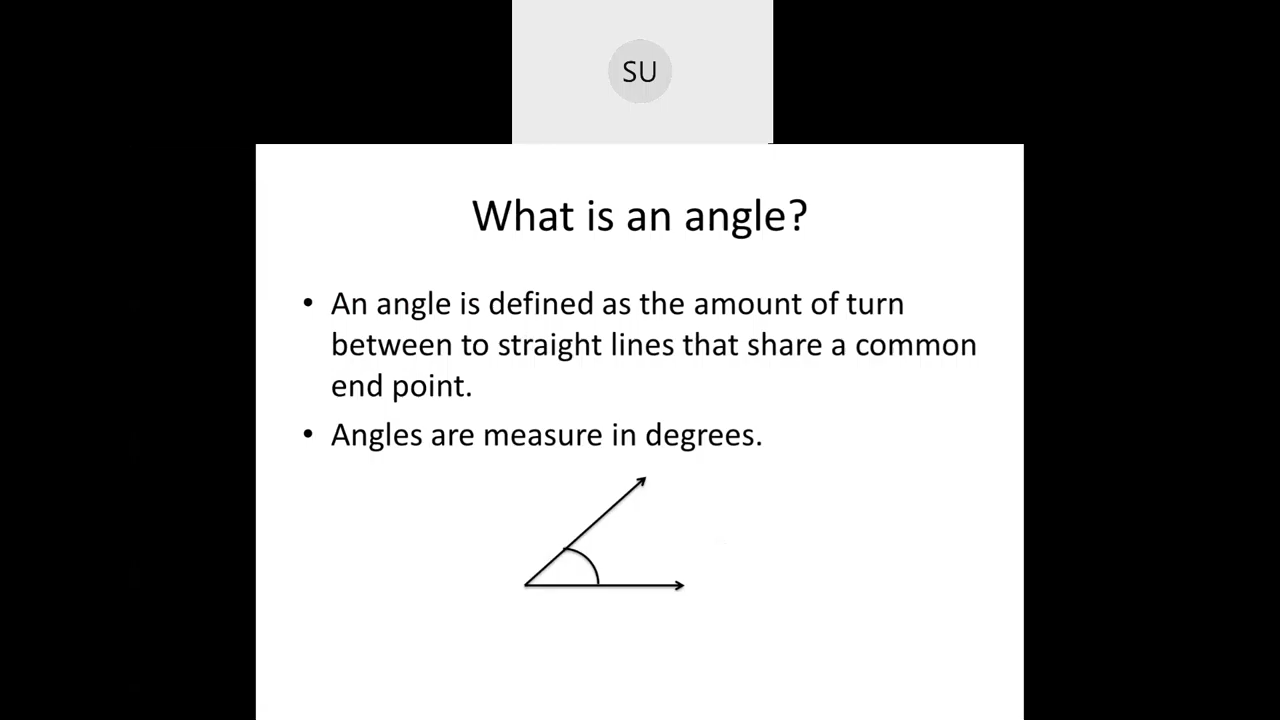 SU
What is an angle?
• An angle is defined as the amount of turn
between to straight lines that share a common
end point.
• Angles are measure in degrees.